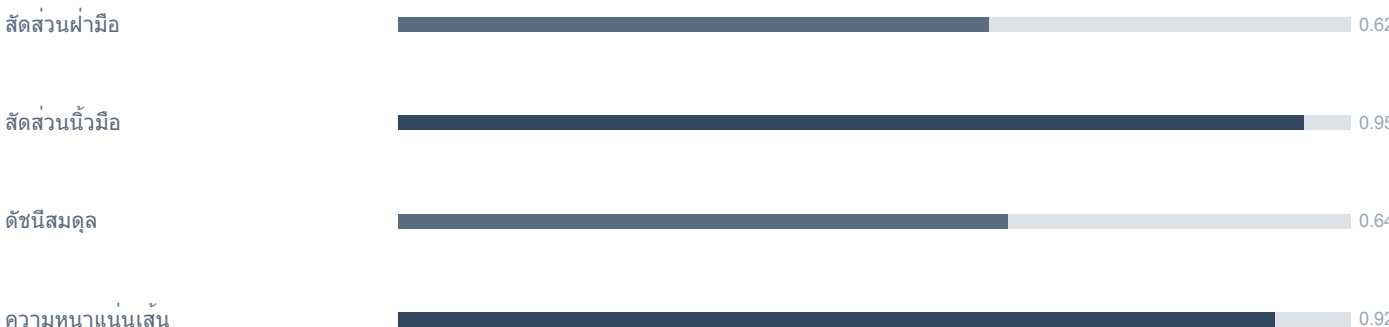 สัดส่วนฝ่ามือ 0.62
สัดส่วนนิ้วมือ 0.95
ดัชนีสมดุล 0.64
ความหนาแน่นเส้น 0.92